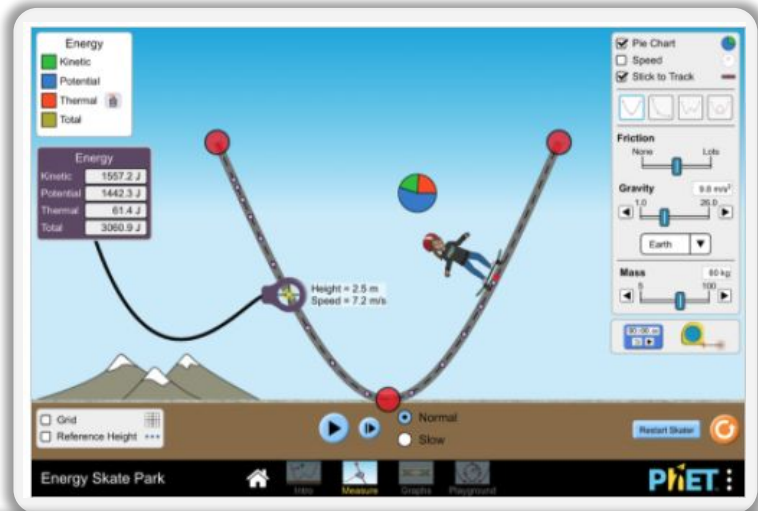 Energy
Kinetic
Potential
Thermal
Total
Energy
Kinetic 1557.2 J
Potential 1442.3 J
Thermal 61.4 J
Total 3060.9 J
Height = 2.5 m
Speed = 7.2 m/s
Pie Chart
Speed
Stick to Track
Friction
None Lots
Gravity 9.8 m/s²
1.0 26.0
Earth
Mass 60 kg
5 100
Grid
Reference Height
Normal
Slow
Restart Skater
Energy Skate Park
Intro
Measure
Graphs
Playground
PhET